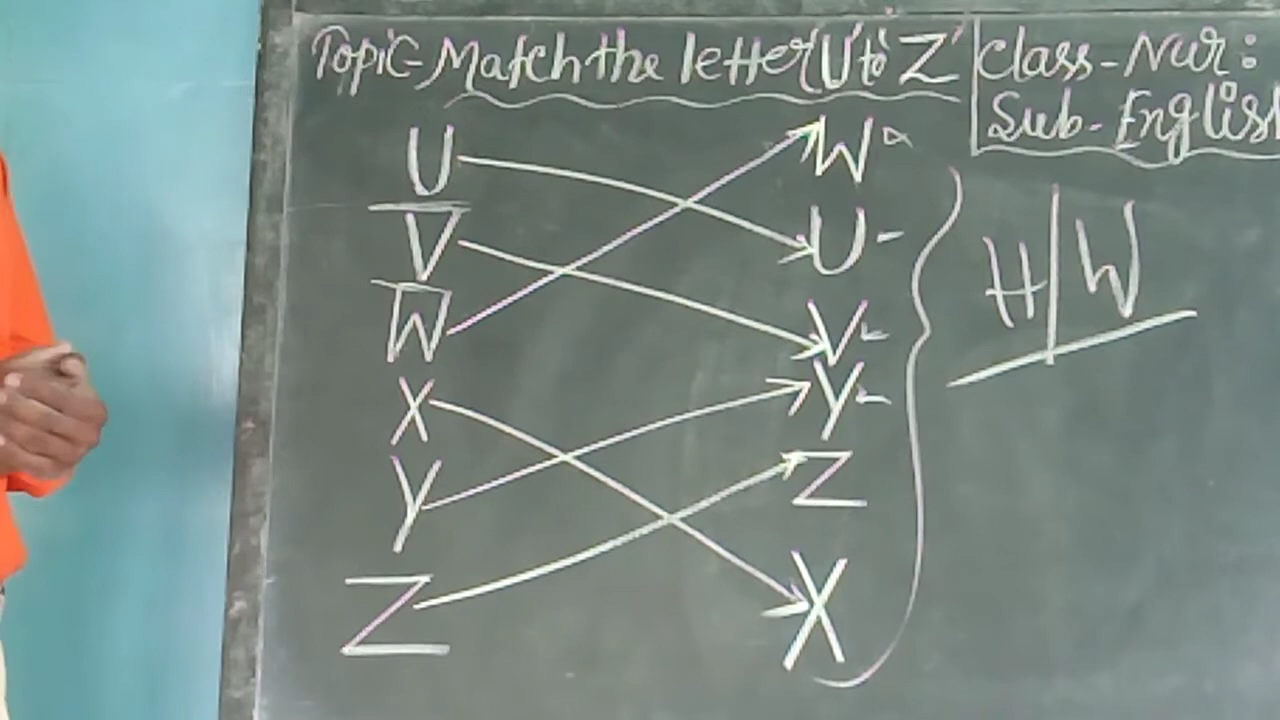 Topic-Match the letter 'U' to 'Z'
Class-Nur:
Sub-English
U W
V U
W V
X Y
Y Z
Z X
H/W